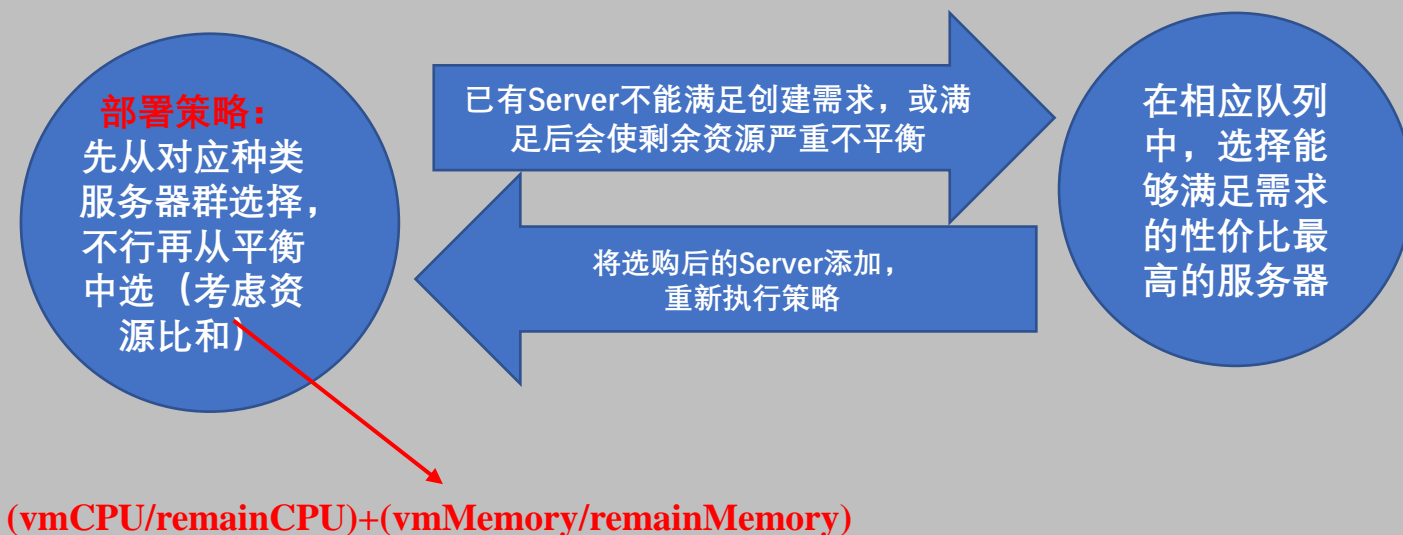 部署策略：
先从对应种类
服务器群选择，
不行再从平衡
中选（考虑资
源比和）
已有Server不能满足创建需求，或满
足后会使剩余资源严重不平衡
将选购后的Server添加，
重新执行策略
在相应队列
中，选择能
够满足需求
的性价比最
高的服务器
(vmCPU/remainCPU)+(vmMemory/remainMemory)